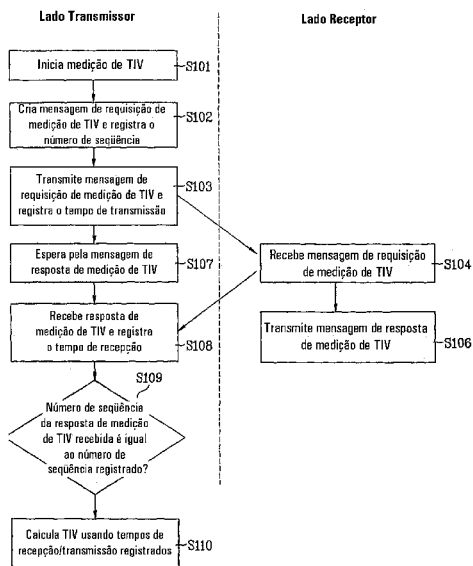 Lado Transmissor
Lado Receptor
Inicia medição de TIV
S101
Cria mensagem de requisição de
medição de TIV e registra o
número de seqüência
S102
Transmite mensagem de
requisição de medição de TIV e
registra o tempo de transmissão
S103
Espera pela mensagem de
resposta de medição de TIV
S107
Recebe mensagem de requisição
de medição de TIV
S104
Recebe resposta de
medição de TIV e registra
o tempo de recepção
S108
Transmite mensagem de resposta
de medição de TIV
S106
S109
Número de seqüência
da resposta de medição
de TIV recebida é igual
ao número de
seqüência registrado?
Calcula TIV usando tempos de
recepção/transmissão registrados
S110